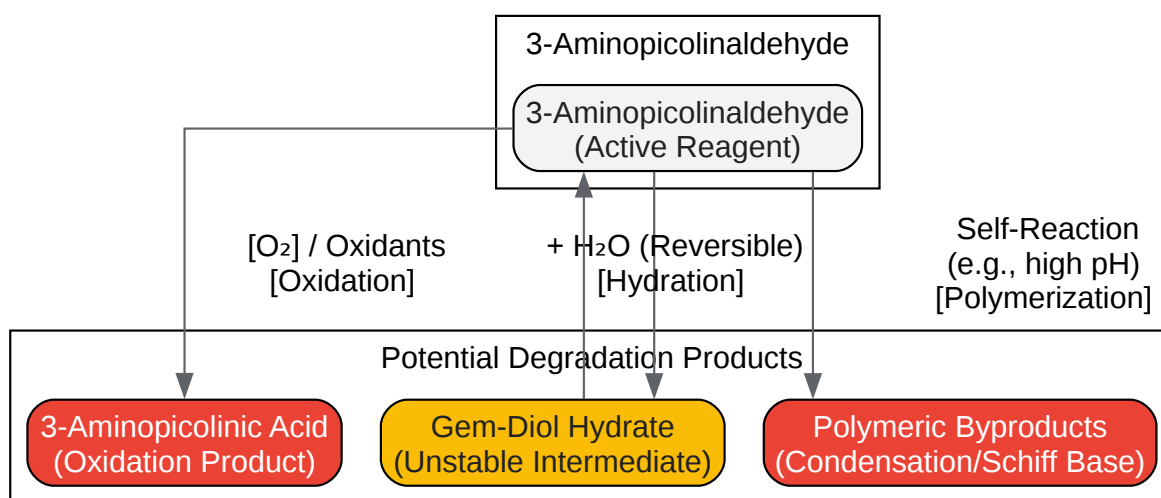 3-Aminopicolinaldehyde
3-Aminopicolinaldehyde
(Active Reagent)
[O₂] / Oxidants
[Oxidation]
+ H₂O (Reversible)
[Hydration]
Self-Reaction
(e.g., high pH)
[Polymerization]
Potential Degradation Products
3-Aminopicolinic Acid
(Oxidation Product)
Gem-Diol Hydrate
(Unstable Intermediate)
Polymeric Byproducts
(Condensation/Schiff Base)